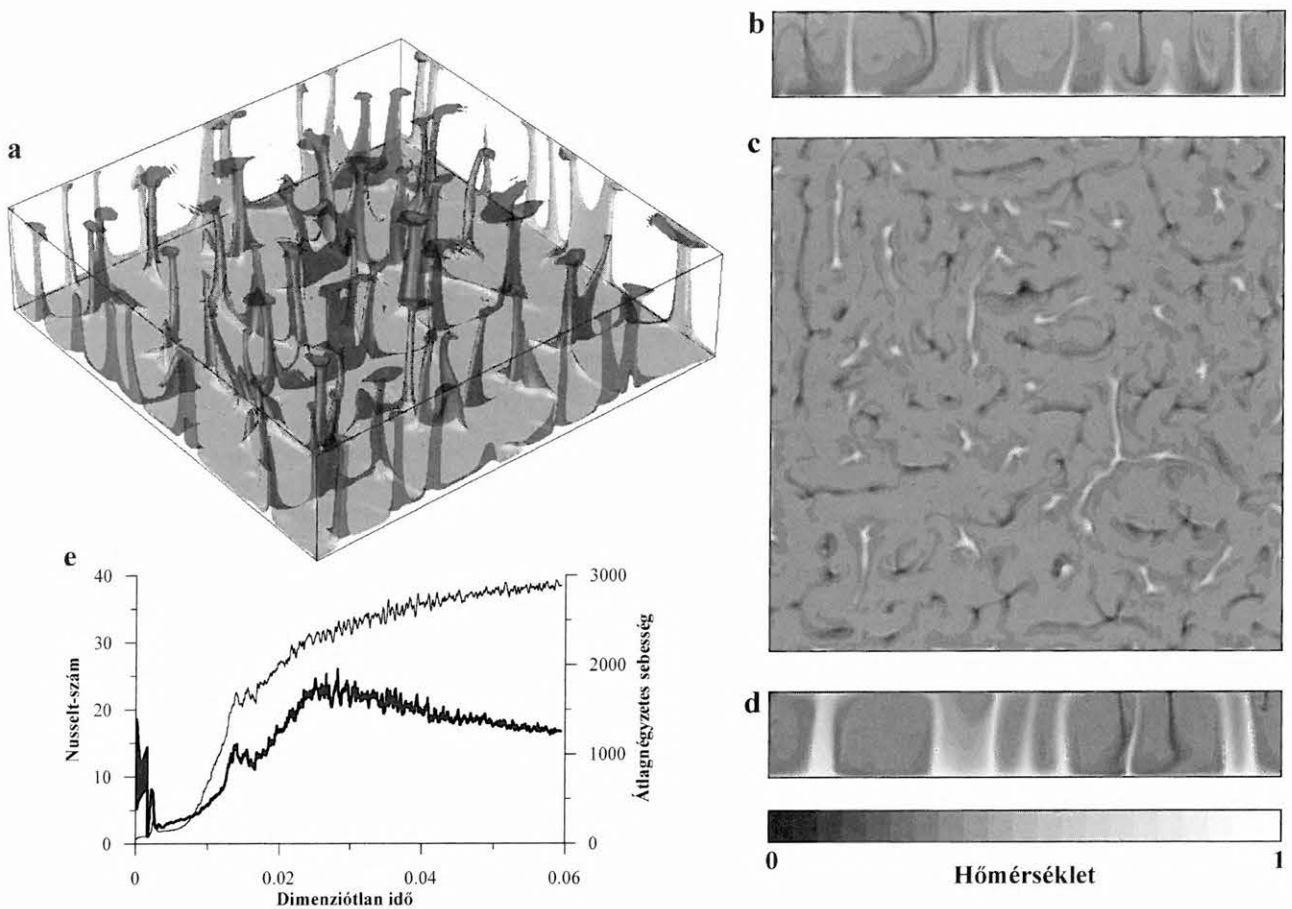 a
b
c
d
0
1
Hőmérséklet
e
40
30
20
10
0
Nusselt-szám
3000
2000
1000
0
Átlagnégyzetes sebesség
0
0.02
0.04
0.06
Dimenziótlan idő